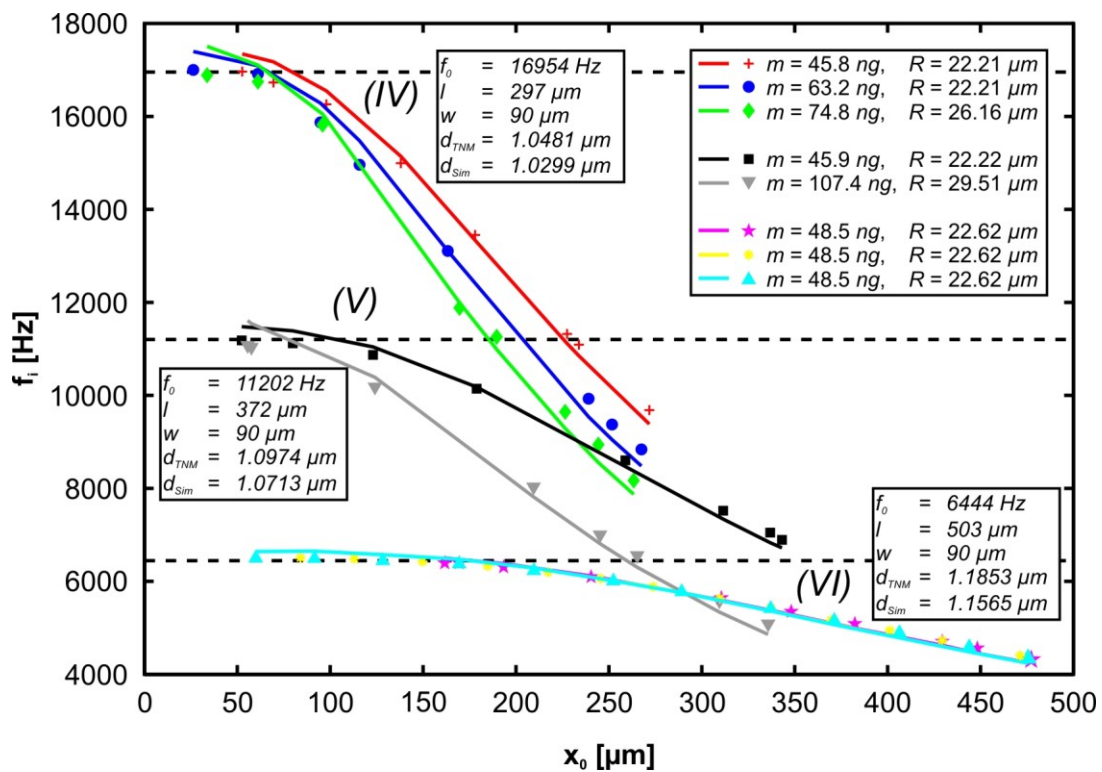 18000
16000
14000
12000
10000
8000
6000
4000
f_i [Hz]
0 50 100 150 200 250 300 350 400 450 500
x_0 [µm]
(IV)
f_0 = 16954 Hz
l = 297 µm
w = 90 µm
d_TNM = 1.0481 µm
d_Sim = 1.0299 µm
m = 45.8 ng, R = 22.21 µm
m = 63.2 ng, R = 22.21 µm
m = 74.8 ng, R = 26.16 µm
m = 45.9 ng, R = 22.22 µm
m = 107.4 ng, R = 29.51 µm
m = 48.5 ng, R = 22.62 µm
m = 48.5 ng, R = 22.62 µm
m = 48.5 ng, R = 22.62 µm
(V)
f_0 = 11202 Hz
l = 372 µm
w = 90 µm
d_TNM = 1.0974 µm
d_Sim = 1.0713 µm
(VI)
f_0 = 6444 Hz
l = 503 µm
w = 90 µm
d_TNM = 1.1853 µm
d_Sim = 1.1565 µm